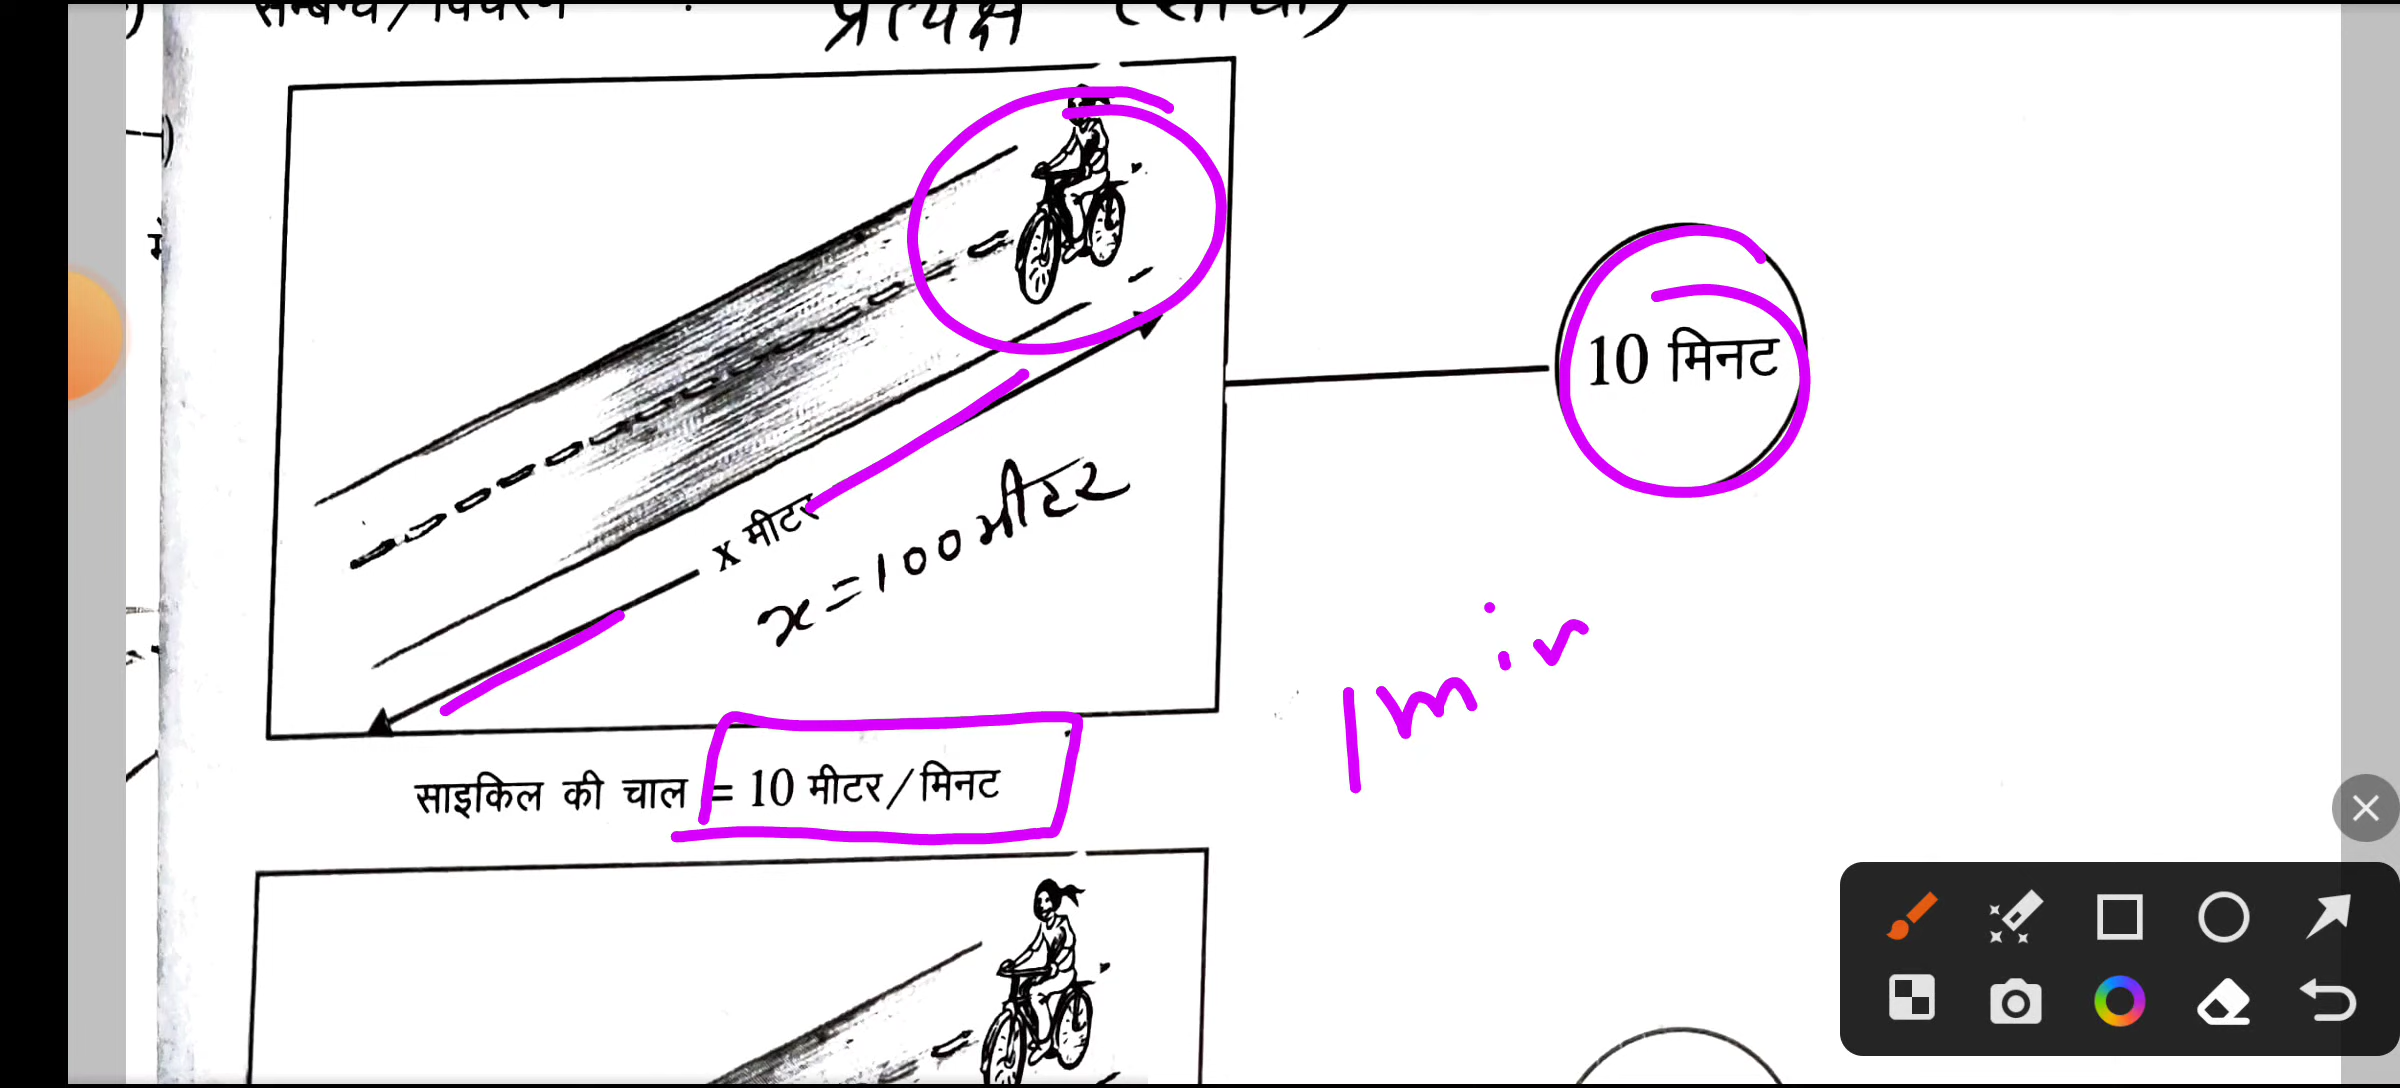 प्रत्यक्ष (सीधा)
में
10 मिनट
x मीटर
x = 100 मीटर
1 min
साइकिल की चाल = 10 मीटर/मिनट